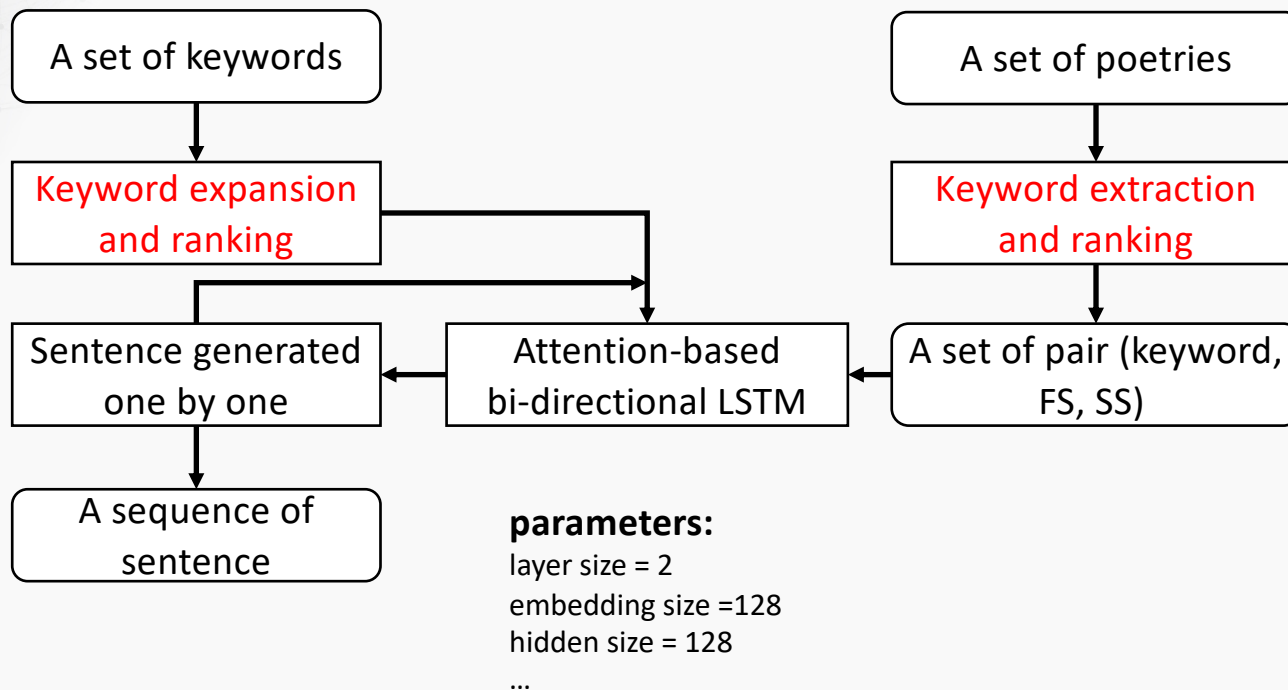 A set of keywords
A set of poetries
Keyword expansion
and ranking
Keyword extraction
and ranking
Sentence generated
one by one
Attention-based
bi-directional LSTM
A set of pair (keyword,
FS, SS)
A sequence of
sentence
parameters:
layer size = 2
embedding size =128
hidden size = 128
...